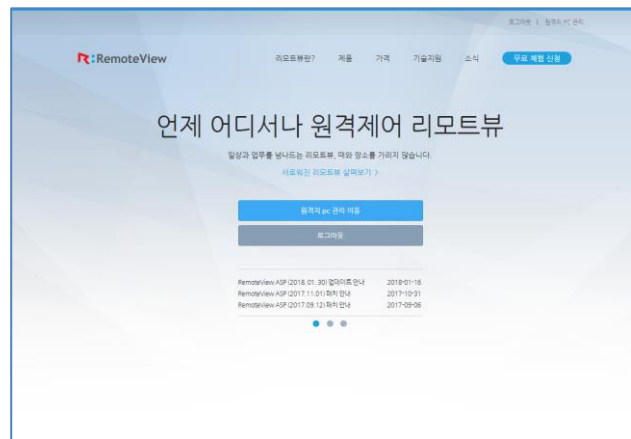 로그아웃 | 원격지 PC 관리
RemoteView 리모트뷰란? 제품 가격 기술지원 소식 무료 체험 신청
언제 어디서나 원격제어 리모트뷰
일상과 업무를 넘나드는 리모트뷰, 때와 장소를 가리지 않습니다.
새로워진 리모트뷰 살펴보기 >
원격지 pc 관리 이동
로그아웃
RemoteView ASP (2018. 01. 30) 업데이트 안내 2018-01-16
RemoteView ASP (2017.11.01) 패치 안내 2017-10-31
RemoteView ASP (2017.09.12) 패치 안내 2017-09-06